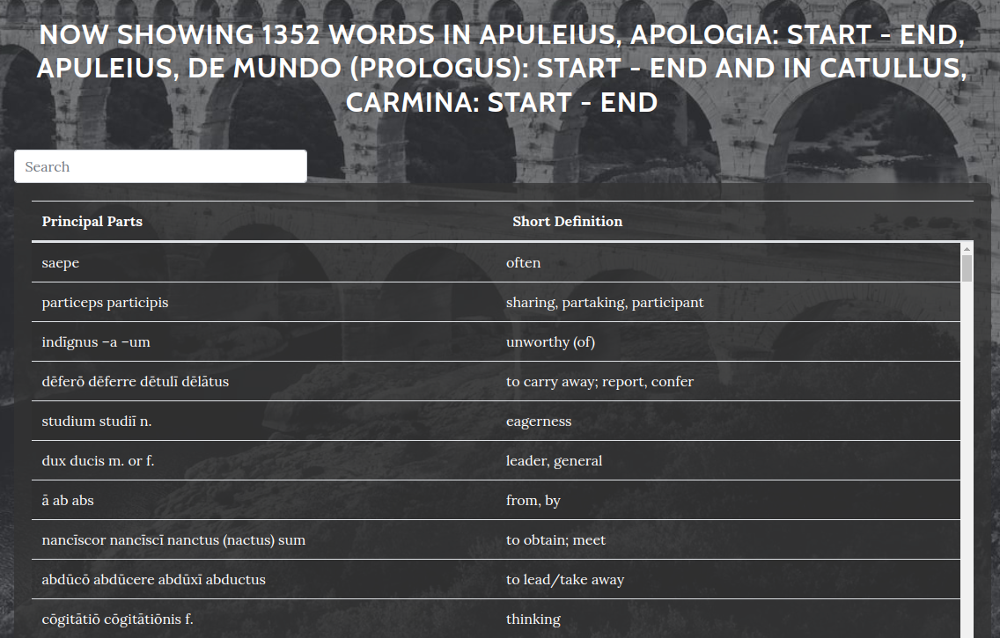 NOW SHOWING 1352 WORDS IN APULEIUS, APOLOGIA: START - END,
APULEIUS, DE MUNDO (PROLOGUS): START - END AND IN CATULLUS,
CARMINA: START - END
Search
Principal Parts Short Definition
saepe often
particeps participis sharing, partaking, participant
indīgnus –a –um unworthy (of)
dēferō dēferre dētulī dēlātus to carry away; report, confer
studium studiī n. eagerness
dux ducis m. or f. leader, general
ā ab abs from, by
nancīscor nancīscī nanctus (nactus) sum to obtain; meet
abdūcō abdūcere abdūxī abductus to lead/take away
cōgitātiō cōgitātiōnis f. thinking